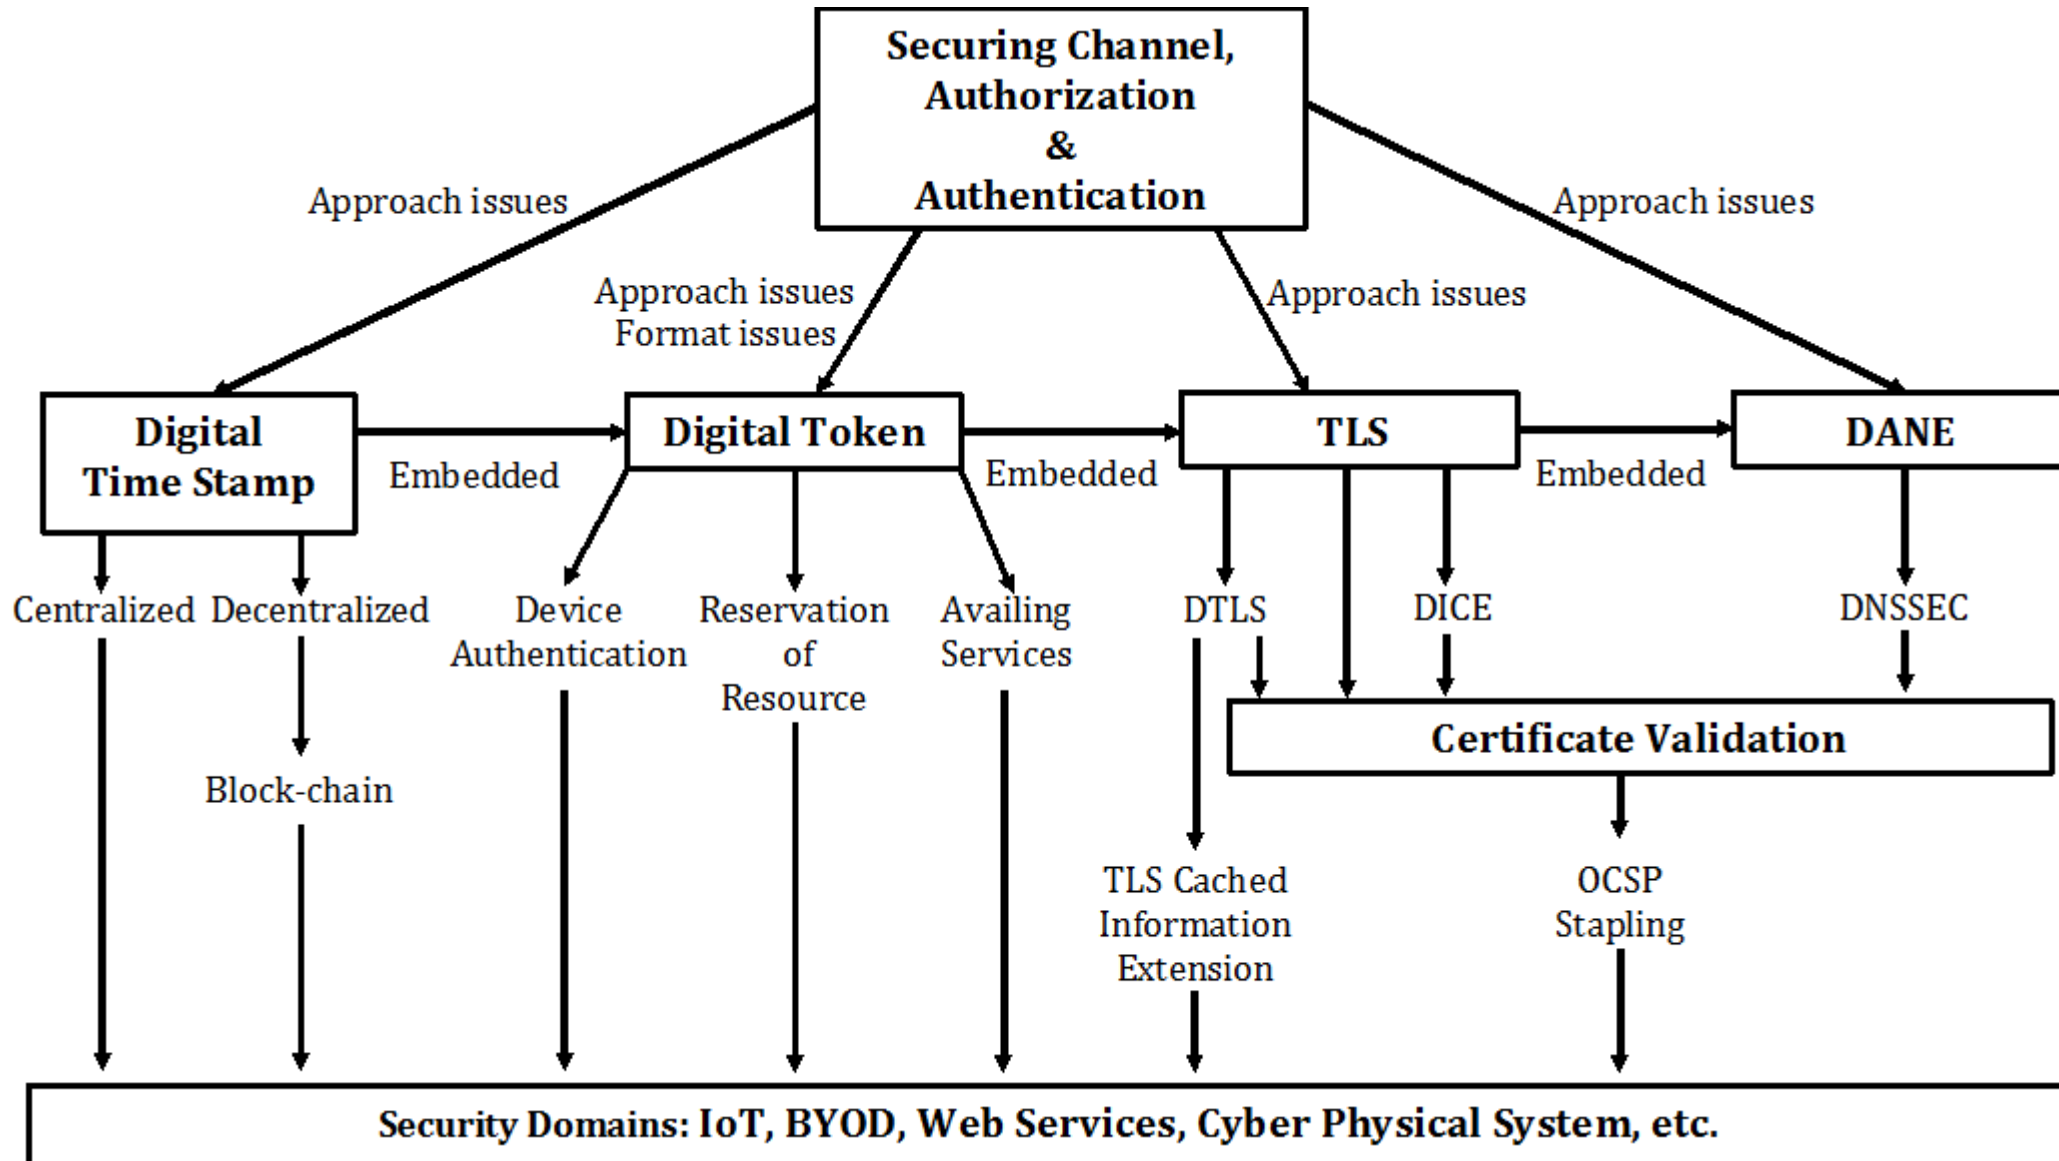 Securing Channel,
Authorization
&
Authentication
Approach issues
Approach issues
Approach issues
Format issues
Approach issues
Digital
Time Stamp
Embedded
Digital Token
Embedded
TLS
Embedded
DANE
Centralized
Decentralized
Block-chain
Device
Authentication
Reservation
of
Resource
Availing
Services
DTLS
DICE
DNSSEC
Certificate Validation
TLS Cached
Information
Extension
OCSP
Stapling
Security Domains: IoT, BYOD, Web Services, Cyber Physical System, etc.